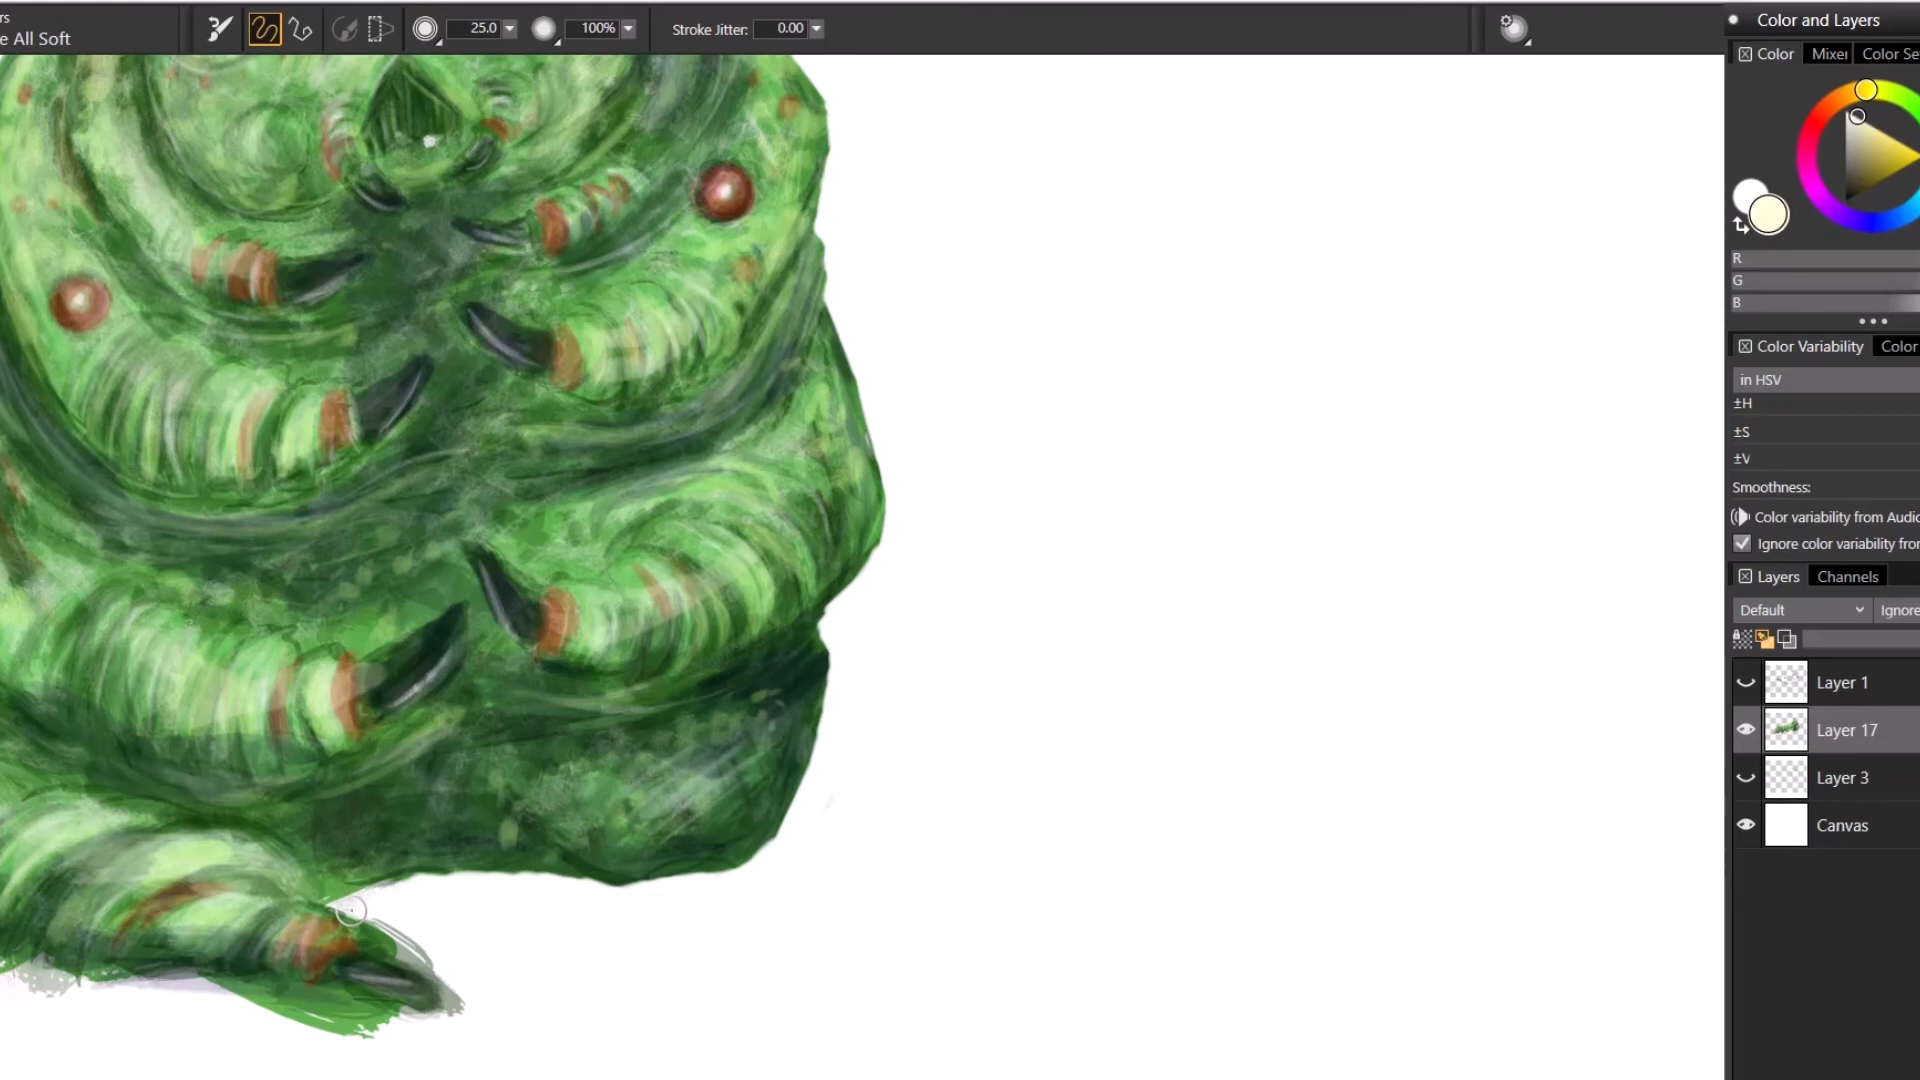 rs
e All Soft
25.0
100%
Stroke Jitter: 0.00
Color and Layers
Color Mixer Color Se
R
G
B
Color Variability Color
in HSV
±H
±S
±V
Smoothness:
Color variability from Audio
Ignore color variability from
Layers Channels
Default Ignore
Layer 1
Layer 17
Layer 3
Canvas